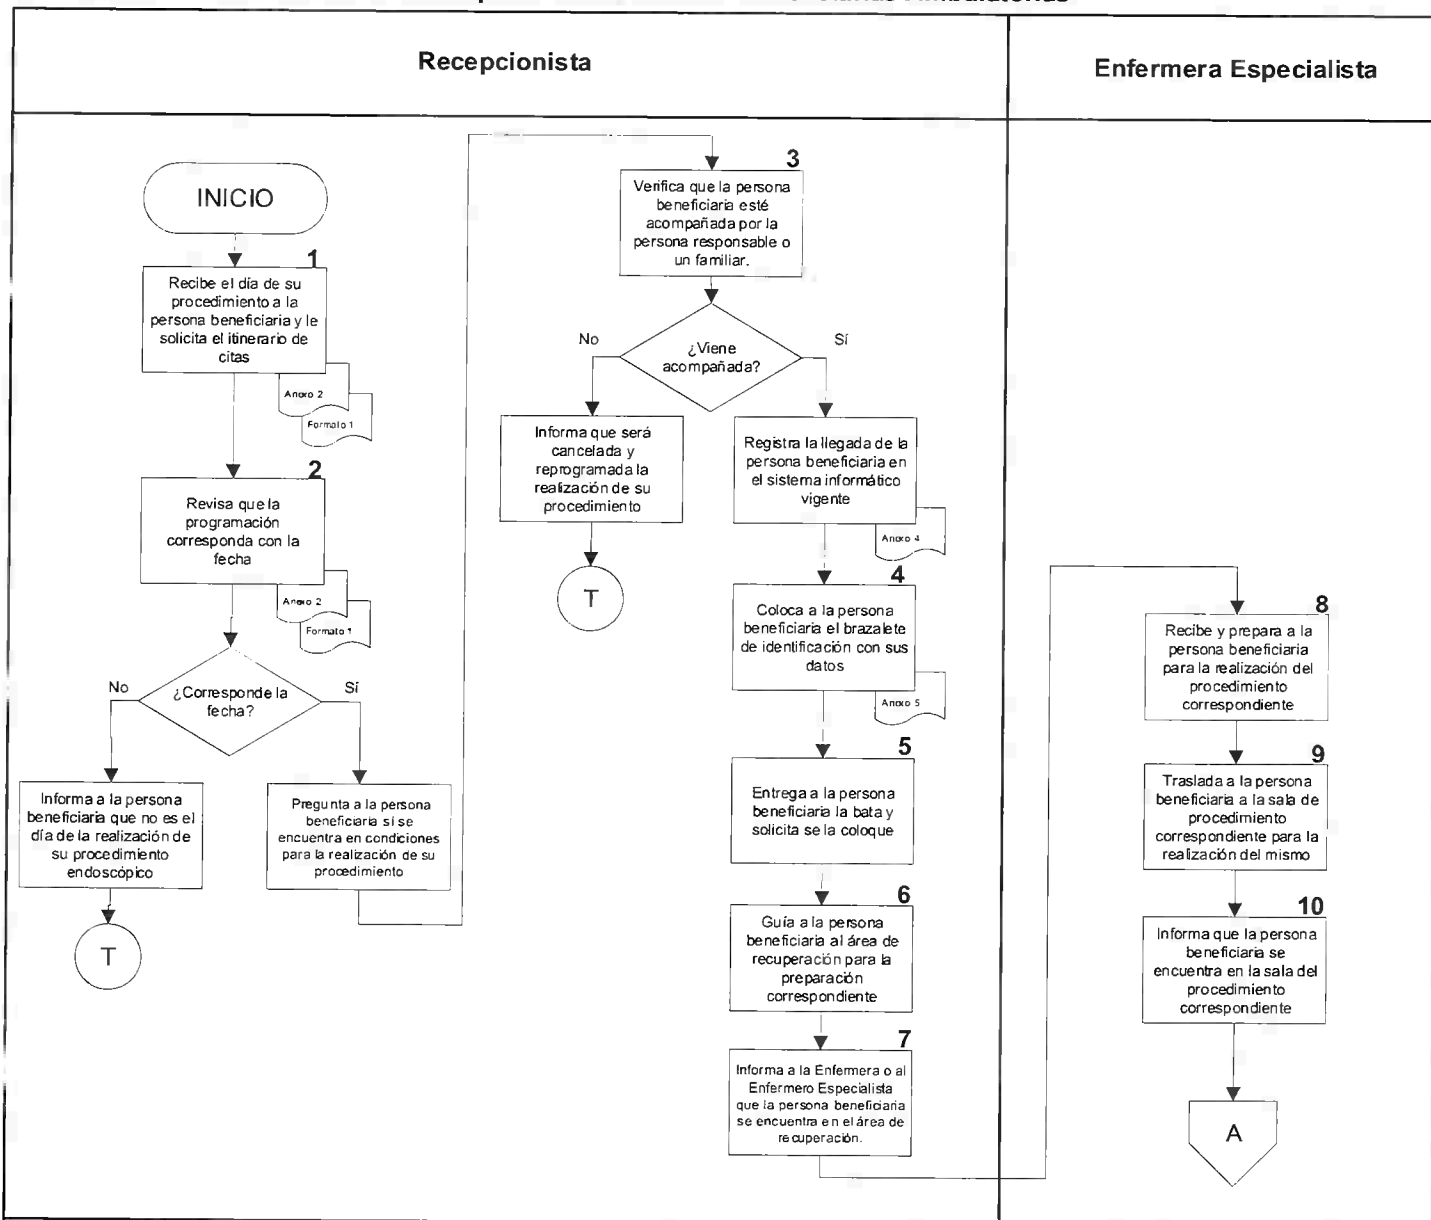 Recepcionista
Enfermera Especialista
INICIO
1
Recibe el día de su
procedimiento a la
persona beneficiaria y le
solicita el itinerario de
citas
Anexo 2
Formato 1
2
Revisa que la
programación
corresponda con la
fecha
Anexo 2
Formato 1
¿Corresponde la
fecha?
No
Sí
Informa a la persona
beneficiaria que no es el
día de la realización de
su procedimiento
endoscópico
T
Pregunta a la persona
beneficiaria sí se
encuentra en condiciones
para la realización de su
procedimiento
3
Verifica que la persona
beneficiaria esté
acompañada por la
persona responsable o
un familiar.
¿Viene
acompañada?
No
Sí
Informa que será
cancelada y
reprogramada la
realización de su
procedimiento
T
Registra la llegada de la
persona beneficiaria en
el sistema informático
vigente
Anexo 4
4
Coloca a la persona
beneficiaria el brazalete
de identificación con sus
datos
Anexo 5
5
Entrega a la persona
beneficiaria la bata y
solicita se la coloque
6
Guía a la persona
beneficiaria al área de
recuperación para la
preparación
correspondiente
7
Informa a la Enfermera o al
Enfermero Especialista
que la persona beneficiaria
se encuentra en el área de
recuperación.
8
Recibe y prepara a la
persona beneficiaria
para la realización del
procedimiento
correspondiente
9
Traslada a la persona
beneficiaria a la sala de
procedimiento
correspondiente para la
realización del mismo
10
Informa que la persona
beneficiaria se
encuentra en la sala del
procedimiento
correspondiente
A